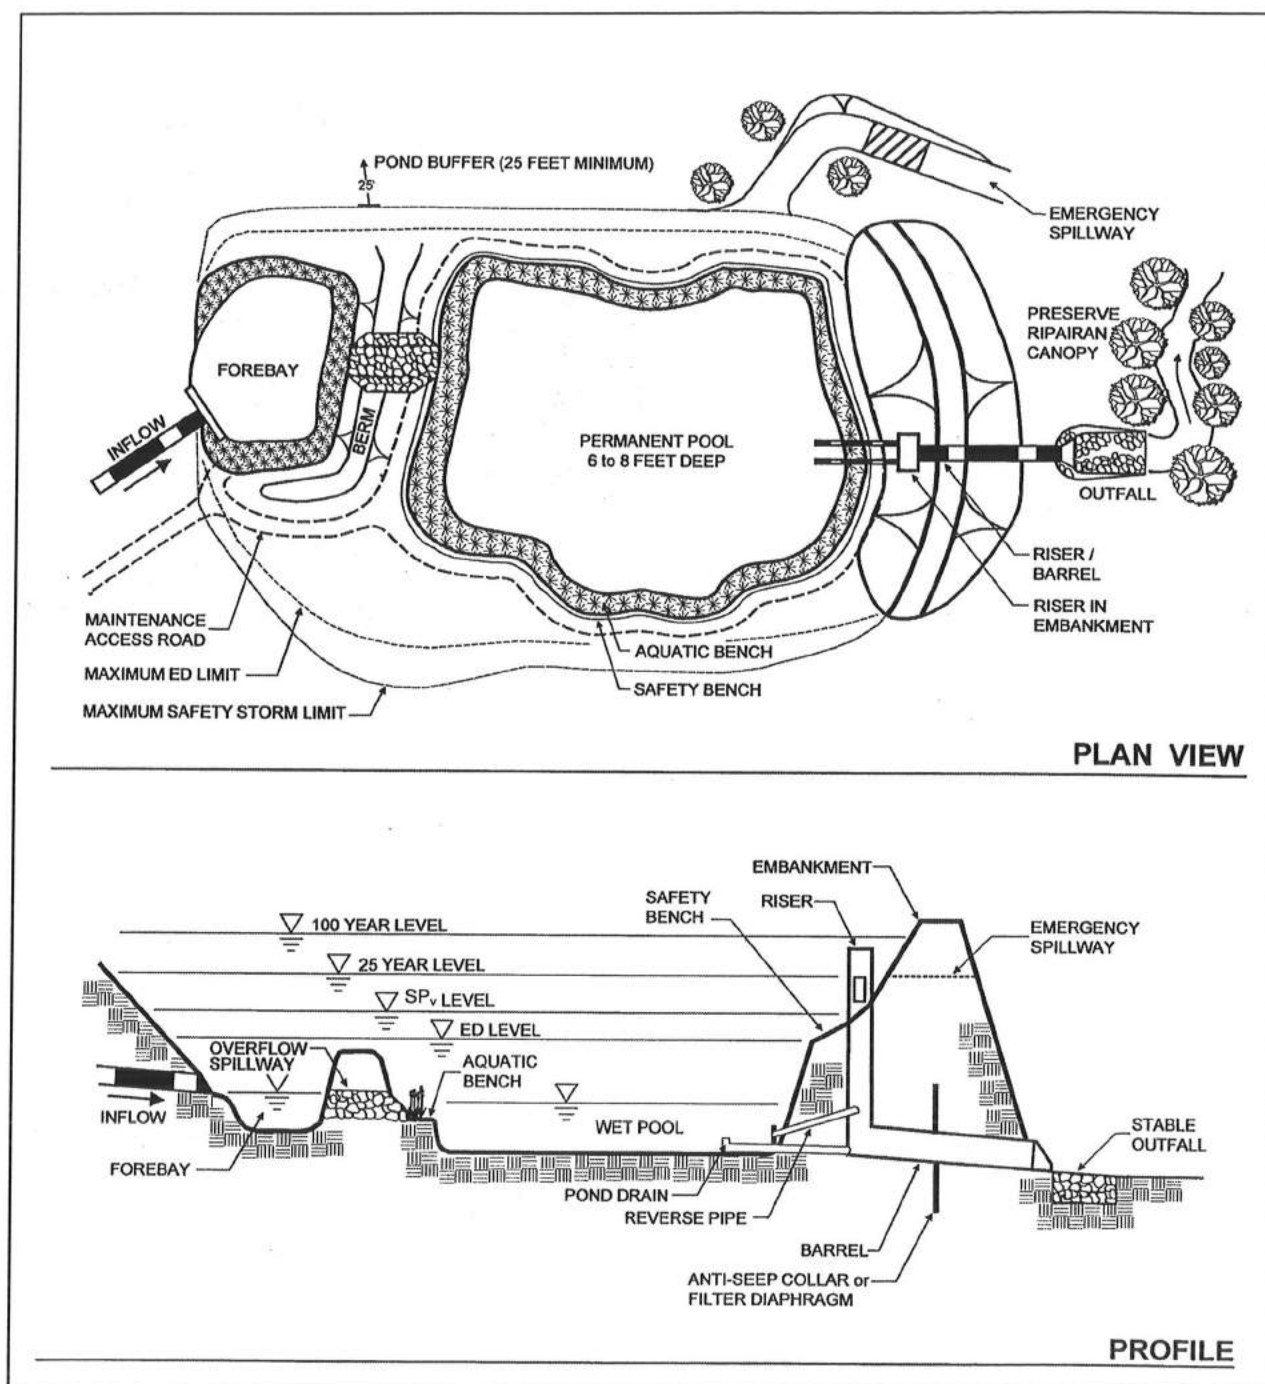 POND BUFFER (25 FEET MINIMUM)
25'
EMERGENCY
SPILLWAY
PRESERVE
RIPAIRAN
CANOPY
FOREBAY
INFLOW
BERM
PERMANENT POOL
6 to 8 FEET DEEP
OUTFALL
RISER /
BARREL
RISER IN
EMBANKMENT
MAINTENANCE
ACCESS ROAD
AQUATIC BENCH
MAXIMUM ED LIMIT
SAFETY BENCH
MAXIMUM SAFETY STORM LIMIT
PLAN VIEW
EMBANKMENT
SAFETY
BENCH
RISER
100 YEAR LEVEL
EMERGENCY
SPILLWAY
25 YEAR LEVEL
SPv LEVEL
ED LEVEL
OVERFLOW
SPILLWAY
AQUATIC
BENCH
INFLOW
WET POOL
STABLE
OUTFALL
FOREBAY
POND DRAIN
REVERSE PIPE
BARREL
ANTI-SEEP COLLAR or
FILTER DIAPHRAGM
PROFILE